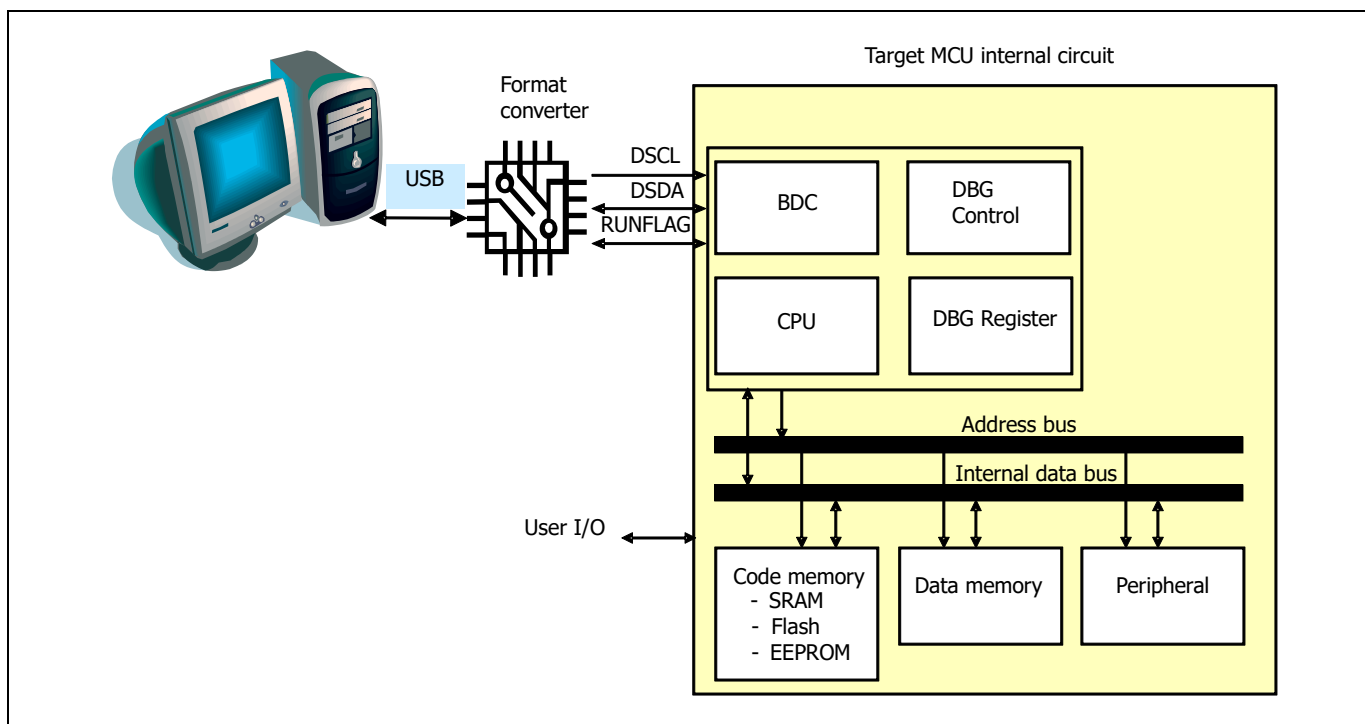 Target MCU internal circuit
Format
converter
USB
DSCL
DSDA
RUNFLAG
BDC
DBG
Control
CPU
DBG Register
Address bus
Internal data bus
User I/O
Code memory
- SRAM
- Flash
- EEPROM
Data memory
Peripheral